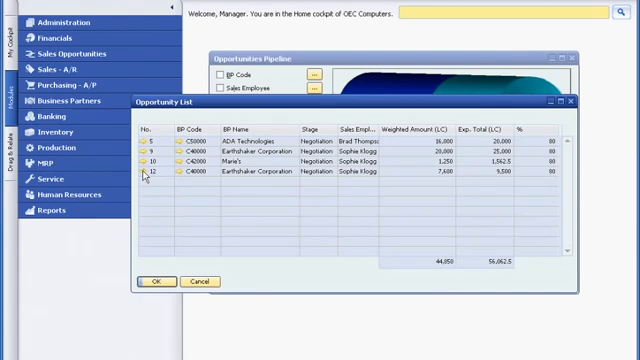 Welcome, Manager. You are in the Home cockpit of OEC Computers.
My Cockpit
Modules
Drag & Relate
Administration
Financials
Sales Opportunities
Sales - A/R
Purchasing - A/P
Business Partners
Banking
Inventory
Production
MRP
Service
Human Resources
Reports
Opportunities Pipeline
BP Code ...
Sales Employee ...
Opportunity List
No. BP Code BP Name Stage Sales Empl... Weighted Amount (LC) Exp. Total (LC) %
5 C50000 ADA Technologies Negotiation Brad Thompsc 16,000 20,000 80
9 C40000 Earthshaker Corporation Negotiation Sophie Klogg 20,000 25,000 80
10 C42000 Marie's Negotiation Sophie Klogg 1,250 1,562.5 80
12 C40000 Earthshaker Corporation Negotiation Sophie Klogg 7,600 9,500 80
44,850 56,062.5
OK Cancel